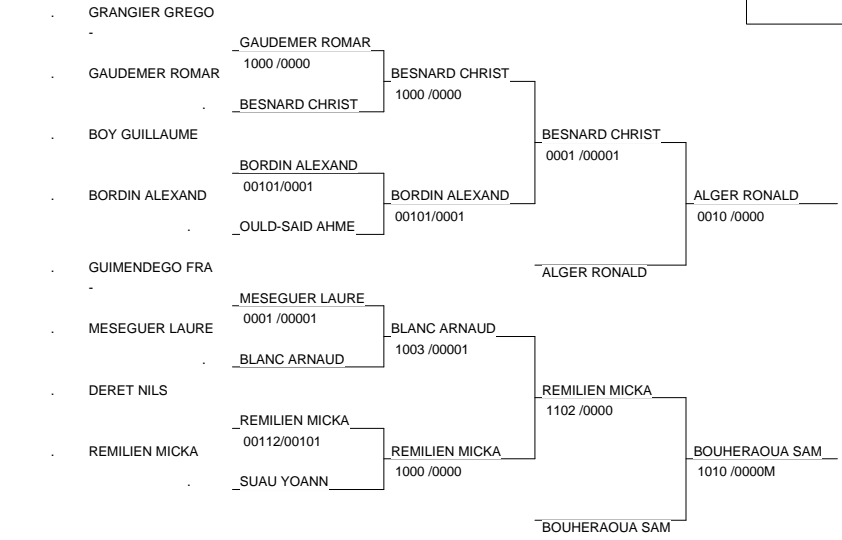 . GRANGIER GREGO
-
GAUDEMER ROMAR
1000 /0000
. GAUDEMER ROMAR
BESNARD CHRIST
1000 /0000
. BESNARD CHRIST
. BOY GUILLAUME
BESNARD CHRIST
0001 /00001
BORDIN ALEXAND
00101/0001
. BORDIN ALEXAND
BORDIN ALEXAND
00101/0001
ALGER RONALD
0010 /0000
. OULD-SAID AHME
. GUIMENDEGO FRA
-
ALGER RONALD
MESEGUER LAURE
0001 /00001
. MESEGUER LAURE
BLANC ARNAUD
1003 /00001
. BLANC ARNAUD
. DERET NILS
REMILIEN MICKA
1102 /0000
REMILIEN MICKA
00112/00101
. REMILIEN MICKA
REMILIEN MICKA
1000 /0000
BOUHERAOUA SAM
1010 /0000M
. SUAU YOANN
BOUHERAOUA SAM